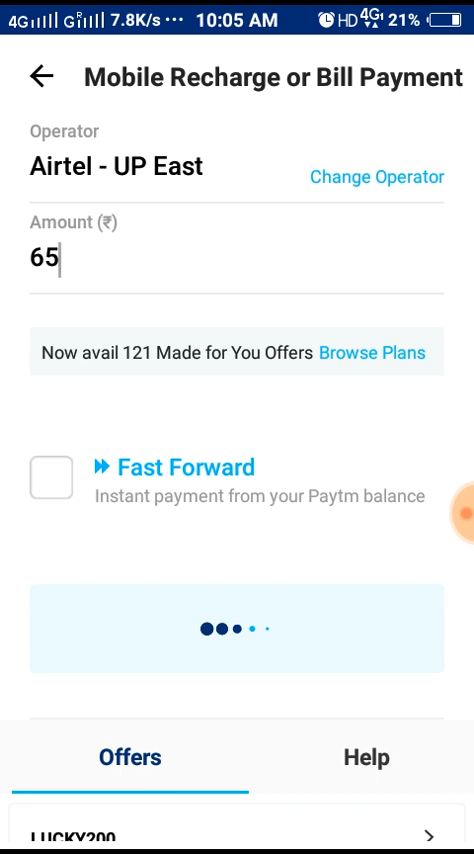 4G G R 7.8K/s ··· 10:05 AM HD 4G 21%
← Mobile Recharge or Bill Payment
Operator
Airtel - UP East
Change Operator
Amount (₹)
65
Now avail 121 Made for You Offers Browse Plans
Fast Forward
Instant payment from your Paytm balance
Offers Help
LUCKY200